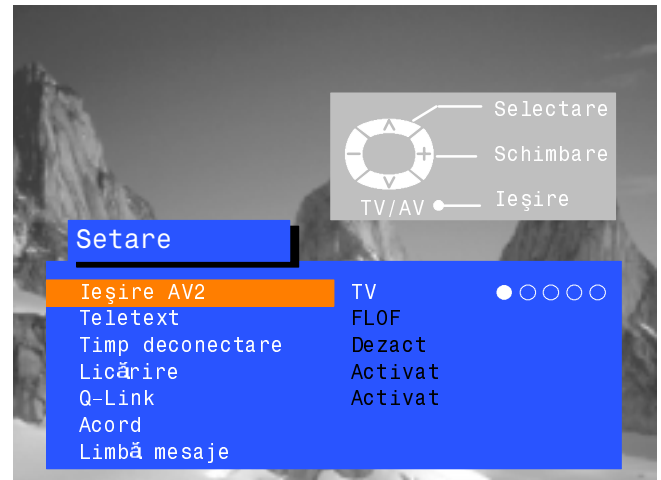 Selectare
Schimbare
TV/AV Ieşire
Setare
Ieşire AV2 TV
Teletext FLOF
Timp deconectare Dezact
Licărire Activat
Q-Link Activat
Acord
Limbă mesaje